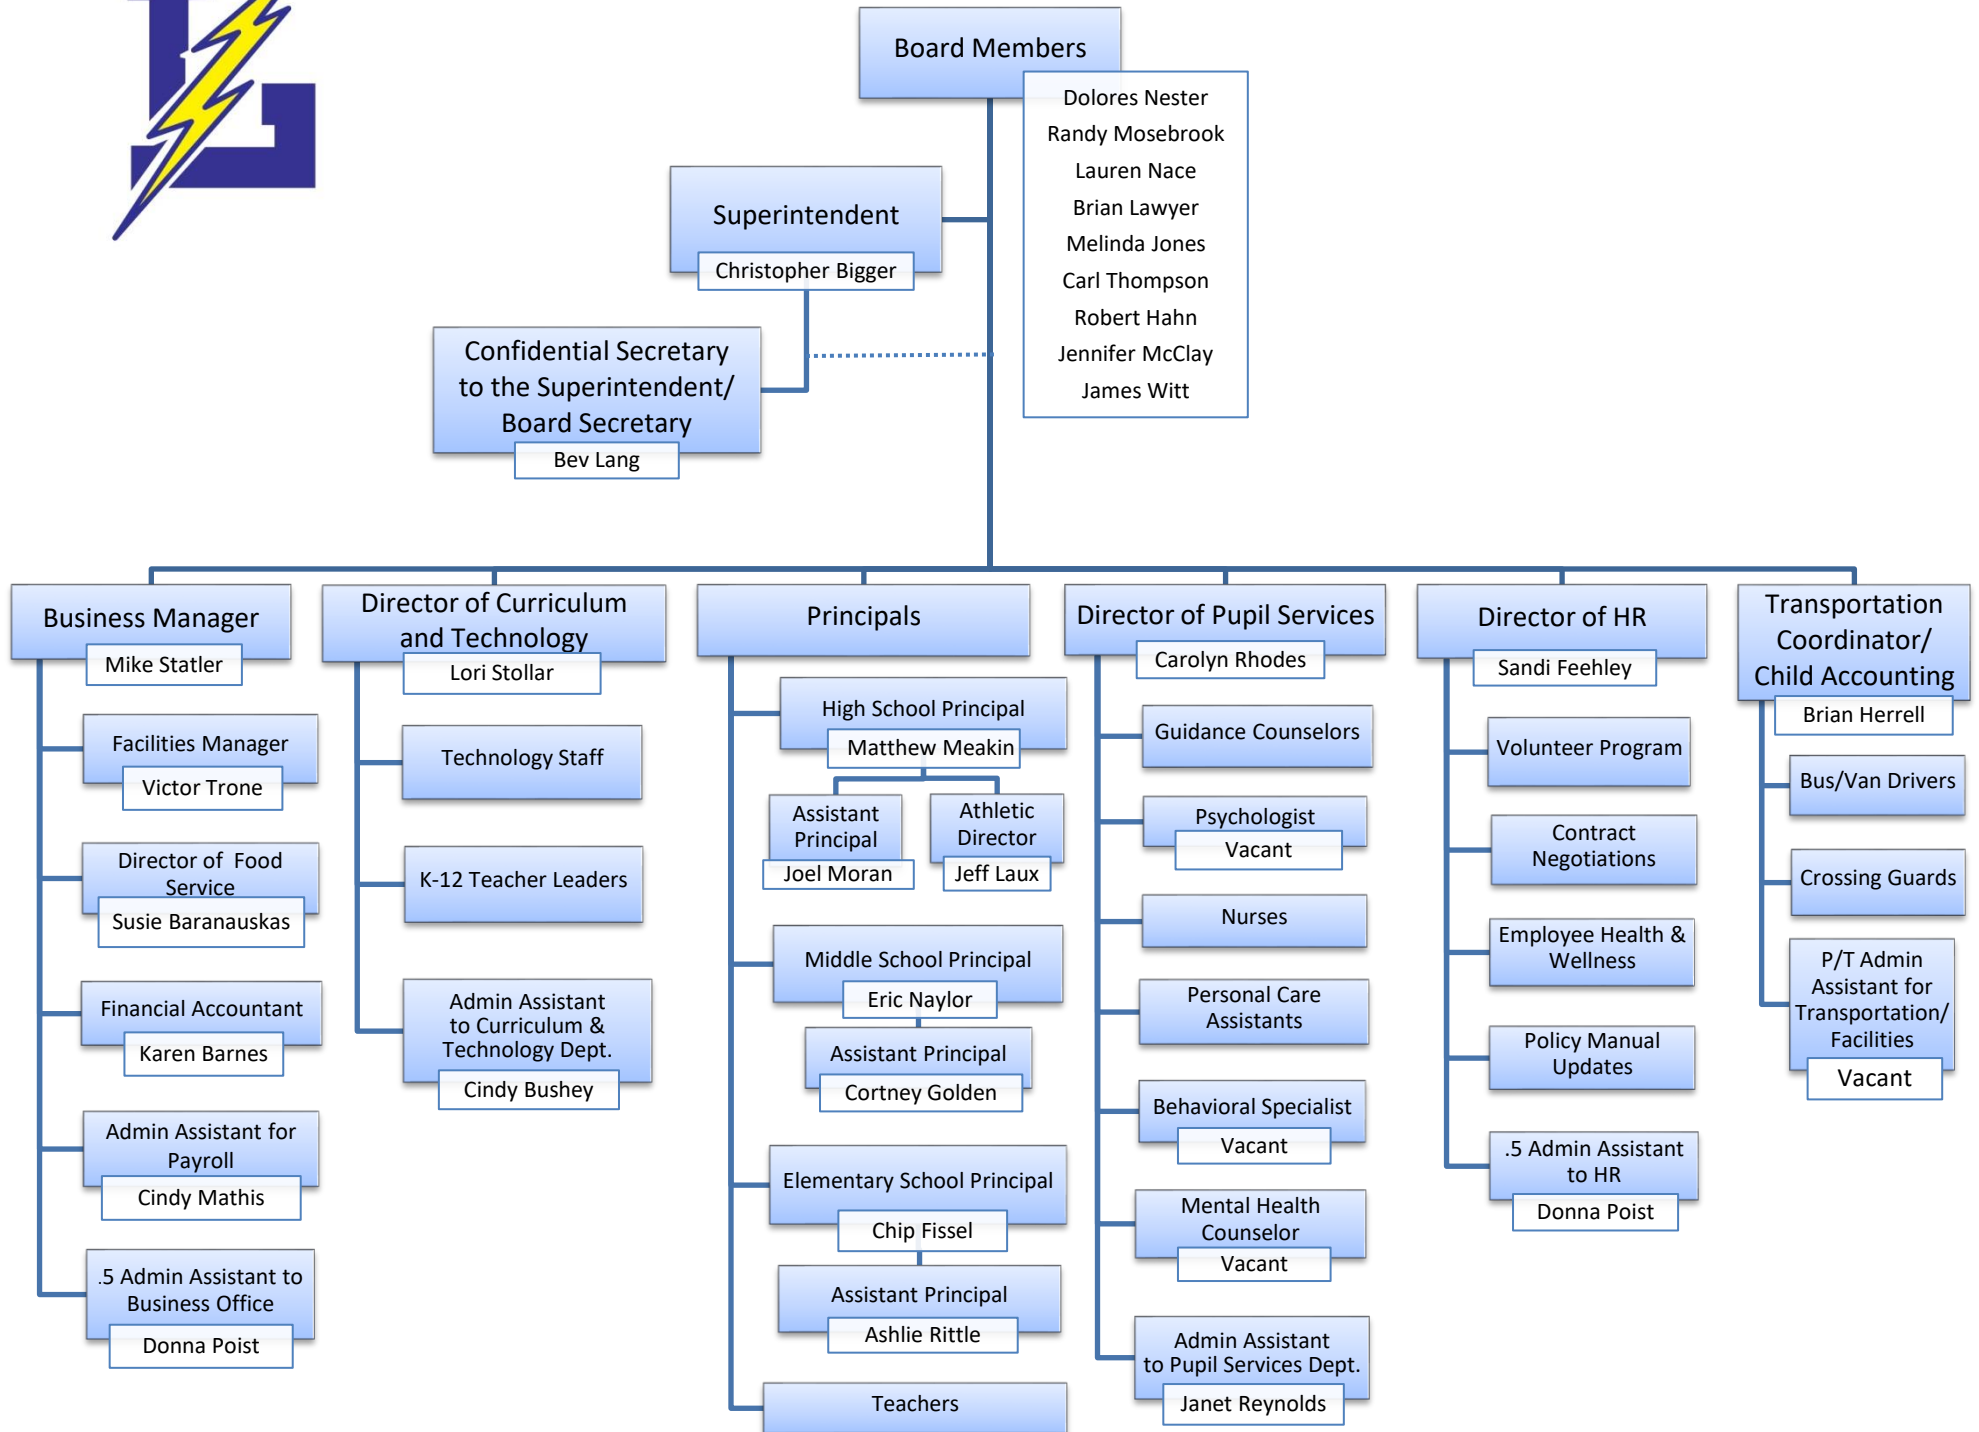 Board Members
Dolores Nester
Randy Mosebrook
Lauren Nace
Brian Lawyer
Melinda Jones
Carl Thompson
Robert Hahn
Jennifer McClay
James Witt
Superintendent
Christopher Bigger
Confidential Secretary
to the Superintendent/
Board Secretary
Bev Lang
Business Manager
Mike Statler
Facilities Manager
Victor Trone
Director of Food
Service
Susie Baranauskas
Financial Accountant
Karen Barnes
Admin Assistant for
Payroll
Cindy Mathis
.5 Admin Assistant to
Business Office
Donna Poist
Director of Curriculum
and Technology
Lori Stollar
Technology Staff
K-12 Teacher Leaders
Admin Assistant
to Curriculum &
Technology Dept.
Cindy Bushey
Principals
High School Principal
Matthew Meakin
Assistant
Principal
Joel Moran
Athletic
Director
Jeff Laux
Middle School Principal
Eric Naylor
Assistant Principal
Cortney Golden
Elementary School Principal
Chip Fissel
Assistant Principal
Ashlie Rittle
Teachers
Director of Pupil Services
Carolyn Rhodes
Guidance Counselors
Psychologist
Vacant
Nurses
Personal Care
Assistants
Behavioral Specialist
Vacant
Mental Health
Counselor
Vacant
Admin Assistant
to Pupil Services Dept.
Janet Reynolds
Director of HR
Sandi Feehley
Volunteer Program
Contract
Negotiations
Employee Health &
Wellness
Policy Manual
Updates
.5 Admin Assistant
to HR
Donna Poist
Transportation
Coordinator/
Child Accounting
Brian Herrell
Bus/Van Drivers
Crossing Guards
P/T Admin
Assistant for
Transportation/
Facilities
Vacant